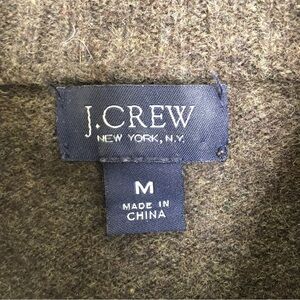 J.CREW
NEW YORK, N.Y.
M
MADE IN
CHINA